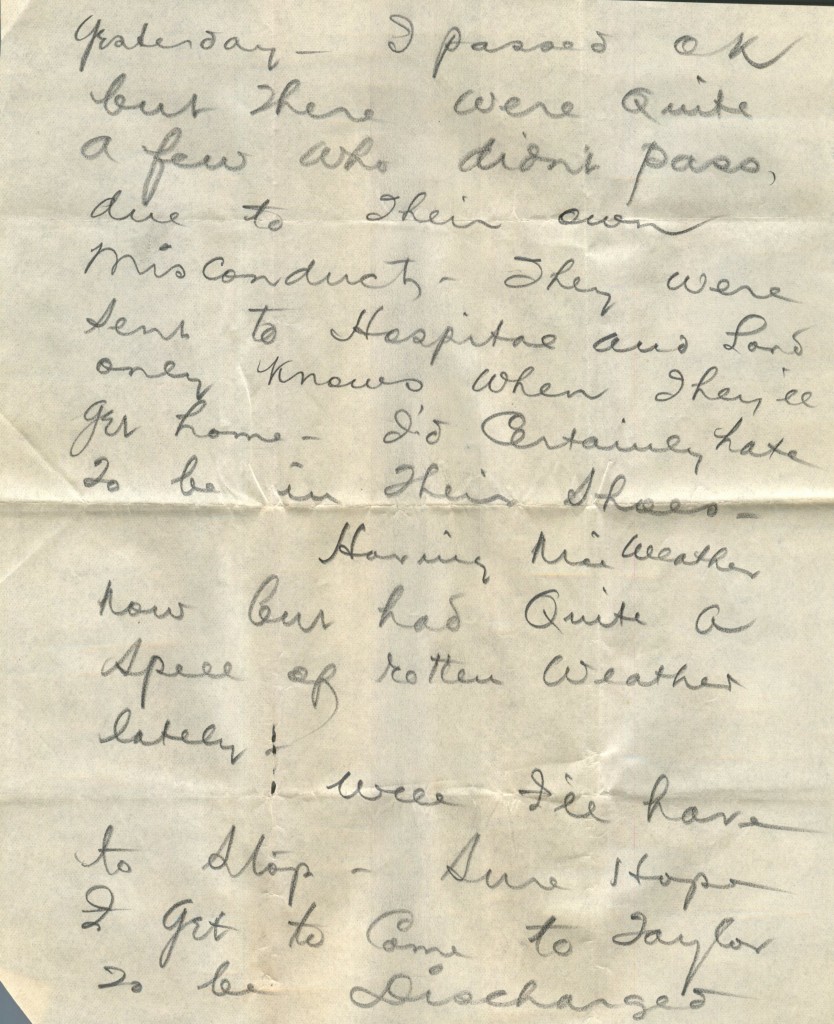 Yesterday - I passed OK
but There were Quite
a few who didn't pass,
due to Their own
Misconduct - They were
sent to Hospital and Lord
only Knows when They'll
get home - I'd Certainly hate
To be in Their Shoes -
Having Nice Weather
now but had Quite a
Spell of rotten Weather
lately.
Well I'll have
to Stop - Sure Hope
I Get to Come to Taylor
To be Discharged